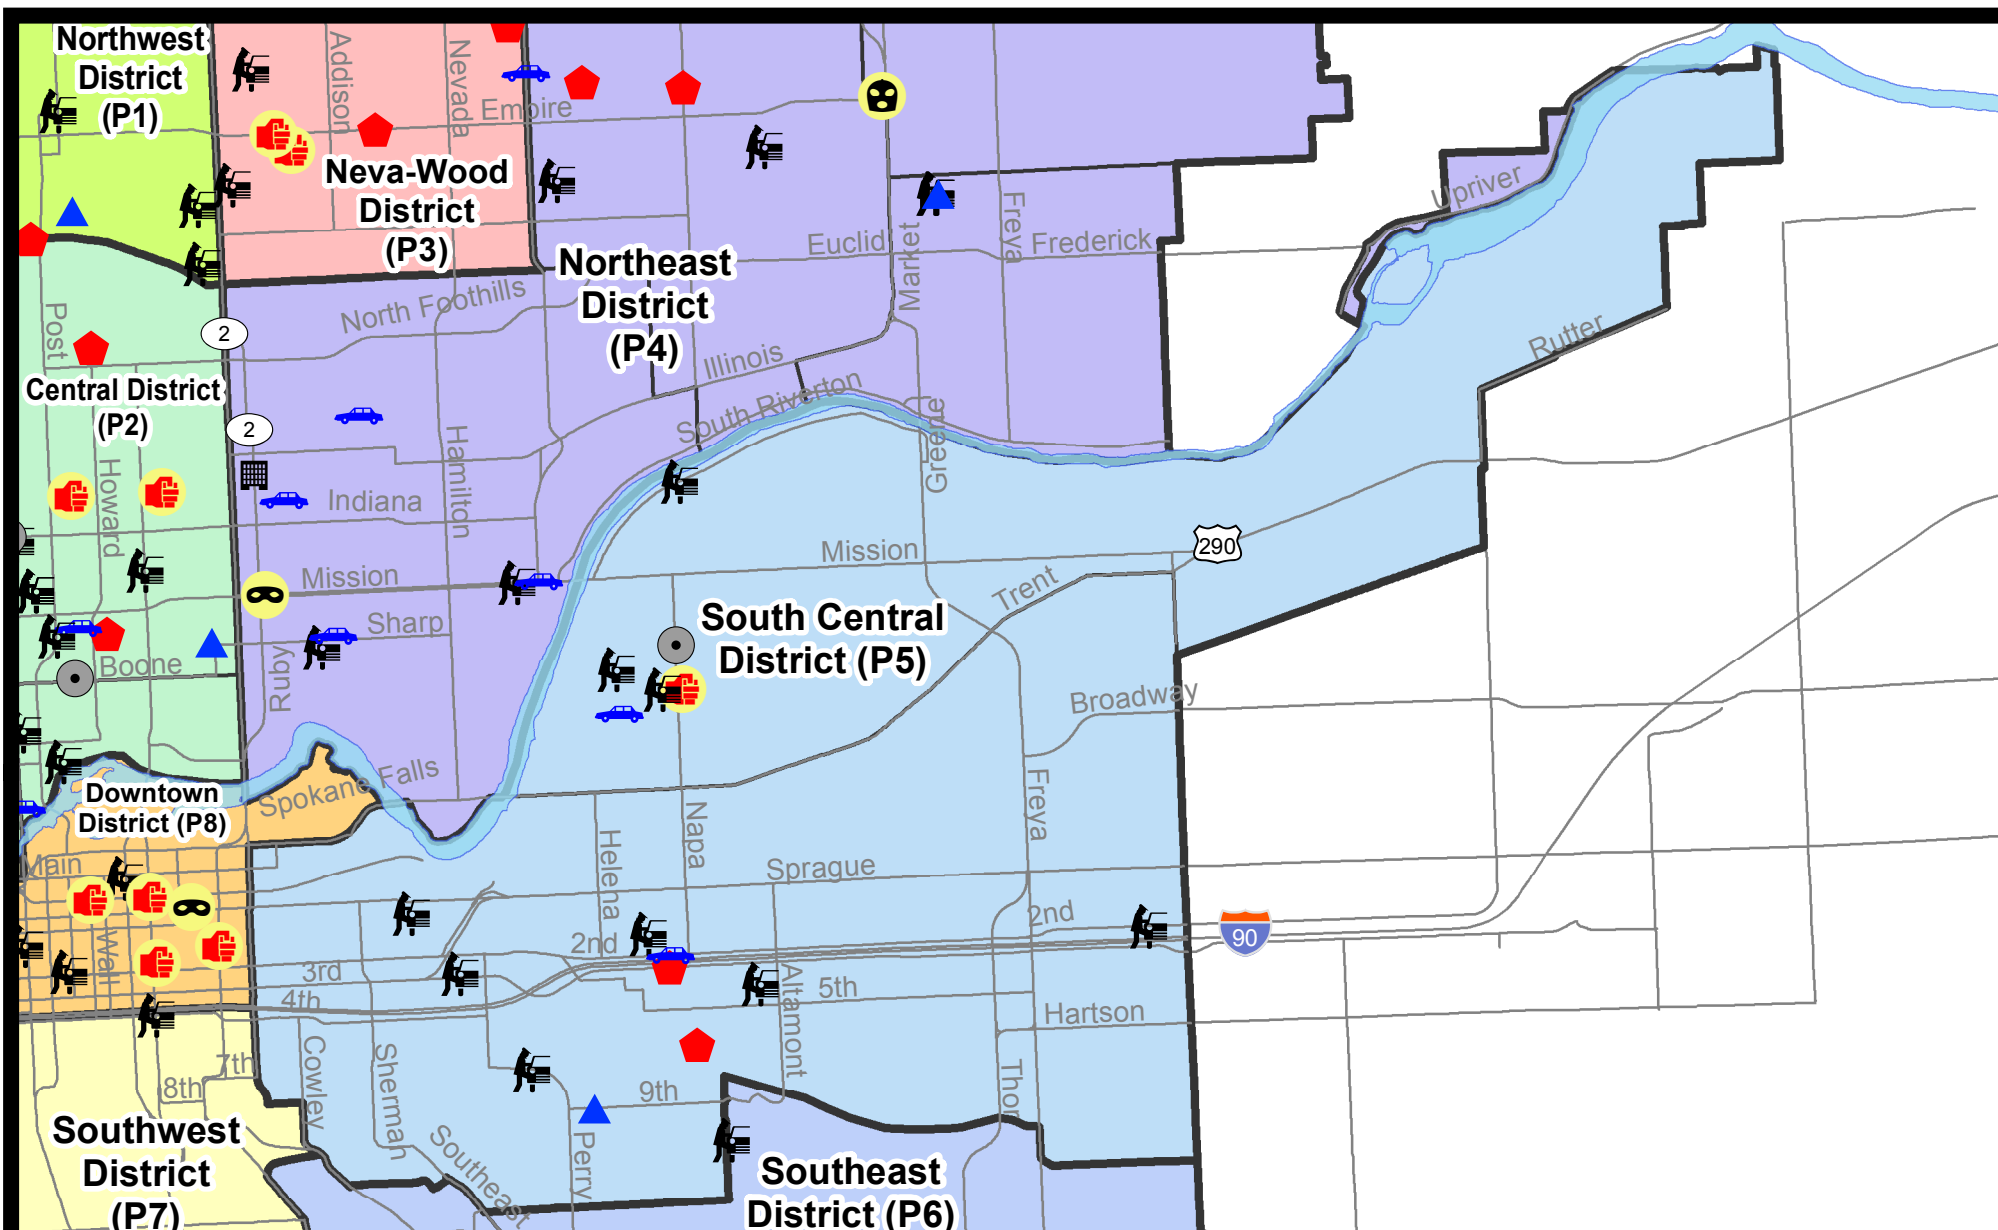 Northwest
District
(P1)
Addison
Nevada
Empire
Neva-Wood
District
(P3)
Euclid
Market
Freya
Frederick
Upriver
Northeast
District
(P4)
North Foothills
Post
2
Central District
(P2)
Illinois
South Riverton
Rutter
2
Howard
Hamilton
Greene
Indiana
Mission
290
Mission
Trent
Sharp
South Central
District (P5)
Boone
Ruby
Broadway
Spokane Falls
Downtown
District (P8)
Freya
Napa
Helena
Main
Sprague
2nd
90
Wall
2nd
3rd
4th
Altamont
5th
Hartson
Cowley
Sherman
7th
8th
9th
Thor
Southwest
District
(P7)
Southeast
Perry
Southeast
District (P6)